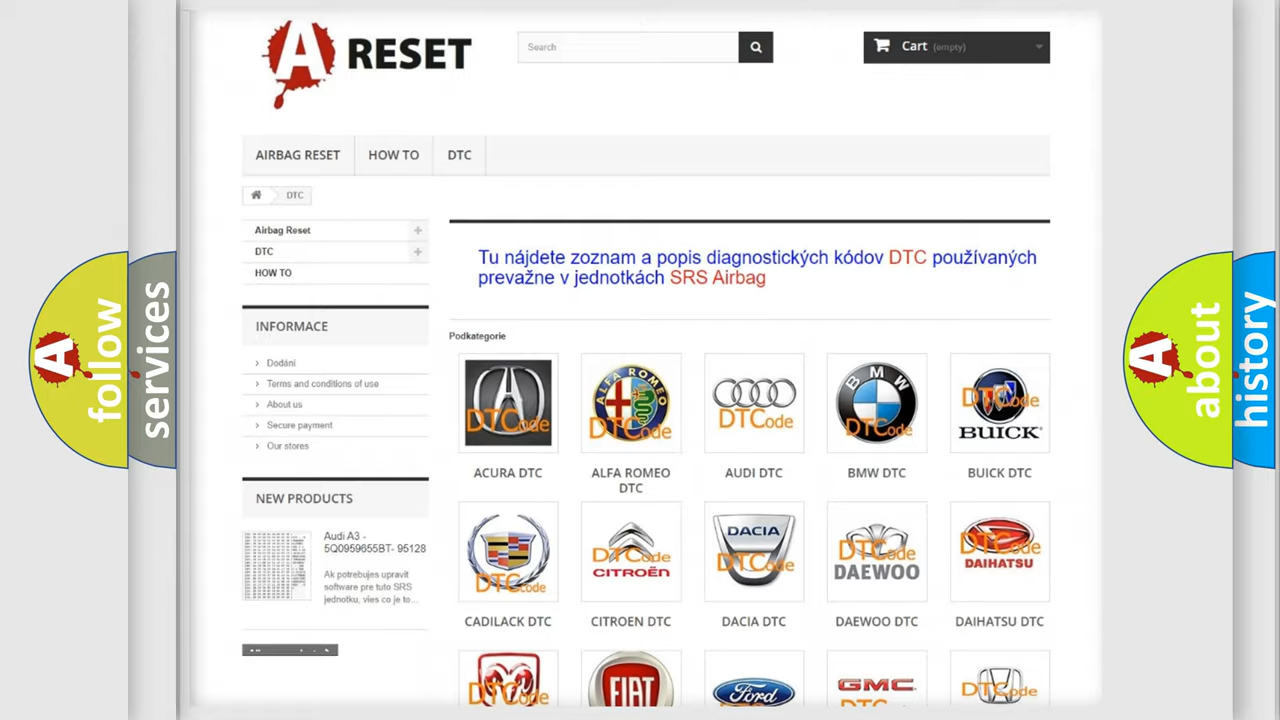 A RESET
Search
Cart (empty)
AIRBAG RESET
HOW TO
DTC
DTC
Airbag Reset
DTC
HOW TO
INFORMACE
Dodání
Terms and conditions of use
About us
Secure payment
Our stores
NEW PRODUCTS
Audi A3 -
5Q0959655BT- 95128
Ak potrebujes upravit
software pre tuto SRS
jednotku, vies co je to...
Tu nájdete zoznam a popis diagnostických kódov DTC používaných
prevažne v jednotkách SRS Airbag
Podkategorie
DTCode
ALFA ROMEO
DTCode
DTCode
BMW
DTCode
DTCode
BUICK
ACURA DTC
ALFA ROMEO
DTC
AUDI DTC
BMW DTC
BUICK DTC
DTCode
DTCode
CITROËN
DACIA
DTCode
DTCode
DAEWOO
DTCode
DAIHATSU
CADILACK DTC
CITROEN DTC
DACIA DTC
DAEWOO DTC
DAIHATSU DTC
DTCode
FIAT
Ford
GMC
DTCode
A follow
services
A about
history